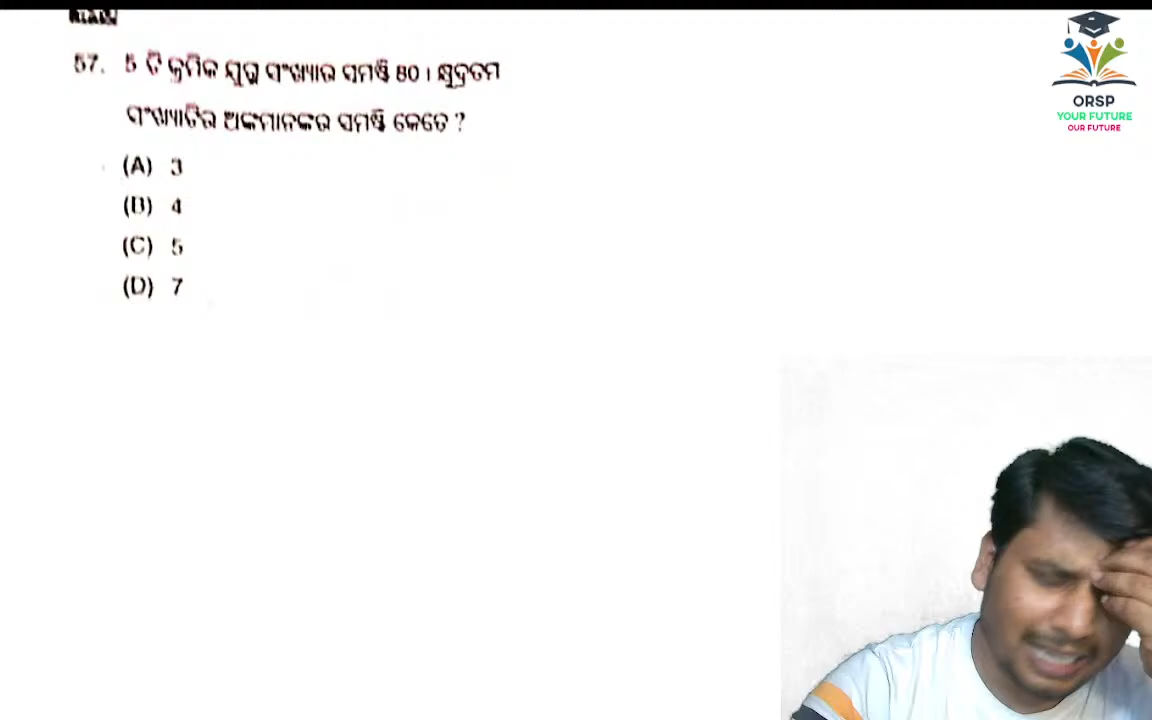 57. 5 ଟି କ୍ରମିକ ଯୁଗ୍ମ ସଂଖ୍ୟାର ସମଷ୍ଟି 80 । କ୍ଷୁଦ୍ରତମ
ସଂଖ୍ୟାଟିର ଅଙ୍କମାନଙ୍କର ସମଷ୍ଟି କେତେ ?
(A) 3
(B) 4
(C) 5
(D) 7
ORSP
YOUR FUTURE
OUR FUTURE